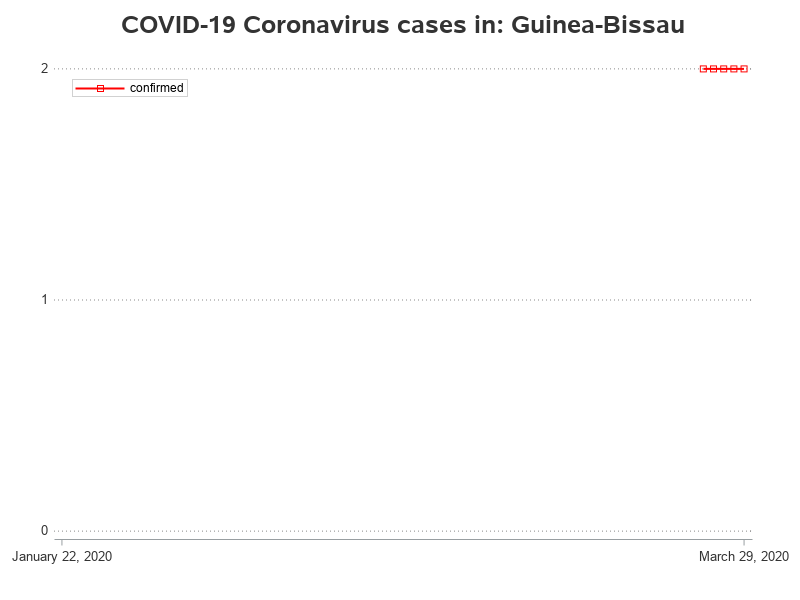 COVID-19 Coronavirus cases in: Guinea-Bissau
2
confirmed
1
0
January 22, 2020
March 29, 2020